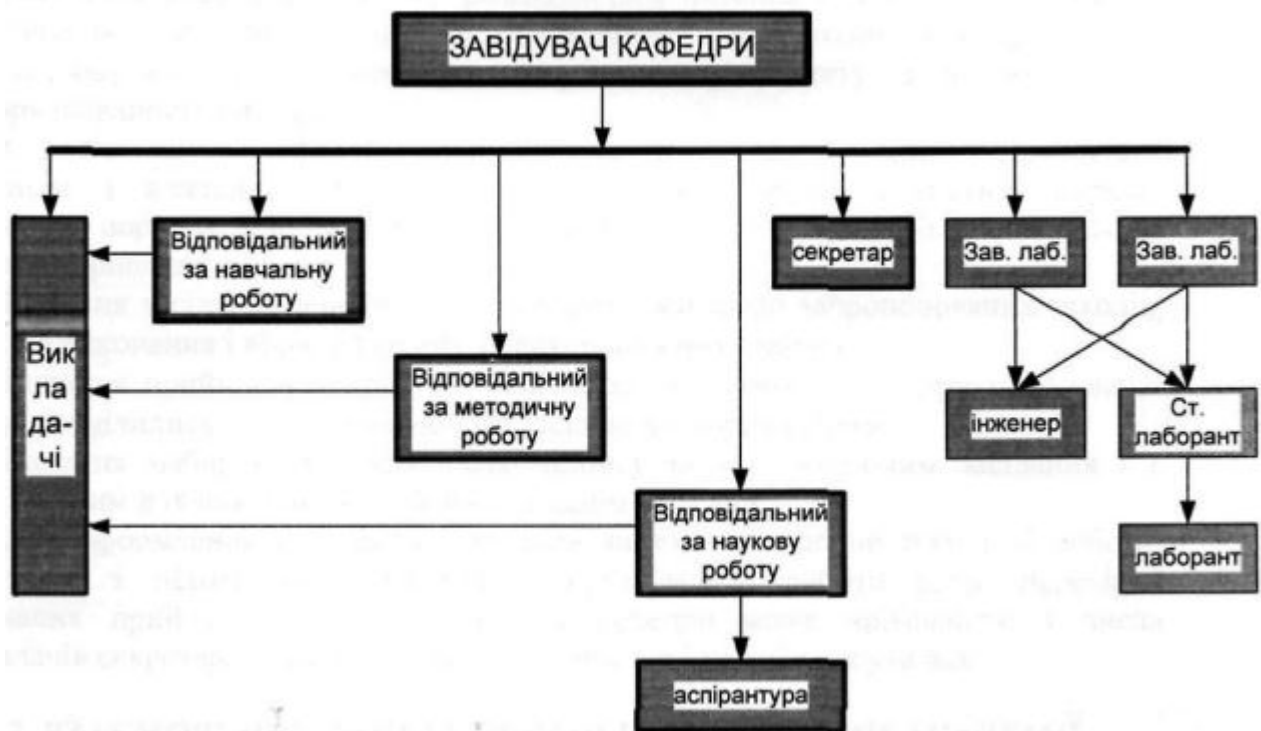 ЗАВІДУВАЧ КАФЕДРИ
Відповідальний
за навчальну
роботу
секретар
Зав. лаб.
Зав. лаб.
Вик
ла
да-
чі
Відповідальний
за методичну
роботу
інженер
Ст.
лаборант
Відповідальний
за наукову
роботу
лаборант
аспірантура